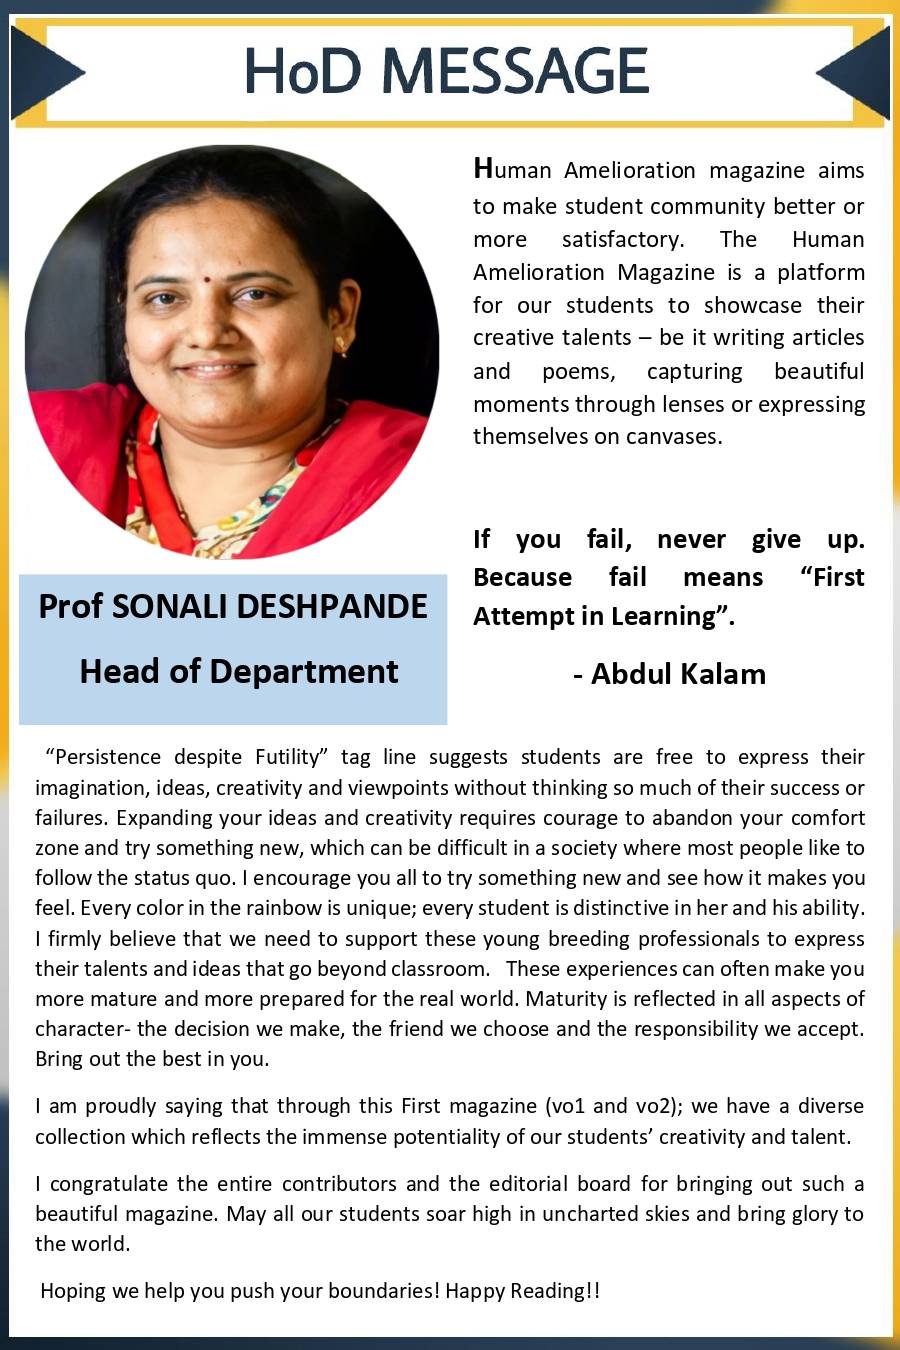 HoD MESSAGE
Human Amelioration magazine aims
to make student community better or
more satisfactory. The Human
Amelioration Magazine is a platform
for our students to showcase their
creative talents – be it writing articles
and poems, capturing beautiful
moments through lenses or expressing
themselves on canvases.
If you fail, never give up.
Because fail means “First
Attempt in Learning”.
- Abdul Kalam
Prof SONALI DESHPANDE
Head of Department
“Persistence despite Futility” tag line suggests students are free to express their
imagination, ideas, creativity and viewpoints without thinking so much of their success or
failures. Expanding your ideas and creativity requires courage to abandon your comfort
zone and try something new, which can be difficult in a society where most people like to
follow the status quo. I encourage you all to try something new and see how it makes you
feel. Every color in the rainbow is unique; every student is distinctive in her and his ability.
I firmly believe that we need to support these young breeding professionals to express
their talents and ideas that go beyond classroom. These experiences can often make you
more mature and more prepared for the real world. Maturity is reflected in all aspects of
character- the decision we make, the friend we choose and the responsibility we accept.
Bring out the best in you.
I am proudly saying that through this First magazine (vo1 and vo2); we have a diverse
collection which reflects the immense potentiality of our students’ creativity and talent.
I congratulate the entire contributors and the editorial board for bringing out such a
beautiful magazine. May all our students soar high in uncharted skies and bring glory to
the world.
Hoping we help you push your boundaries! Happy Reading!!